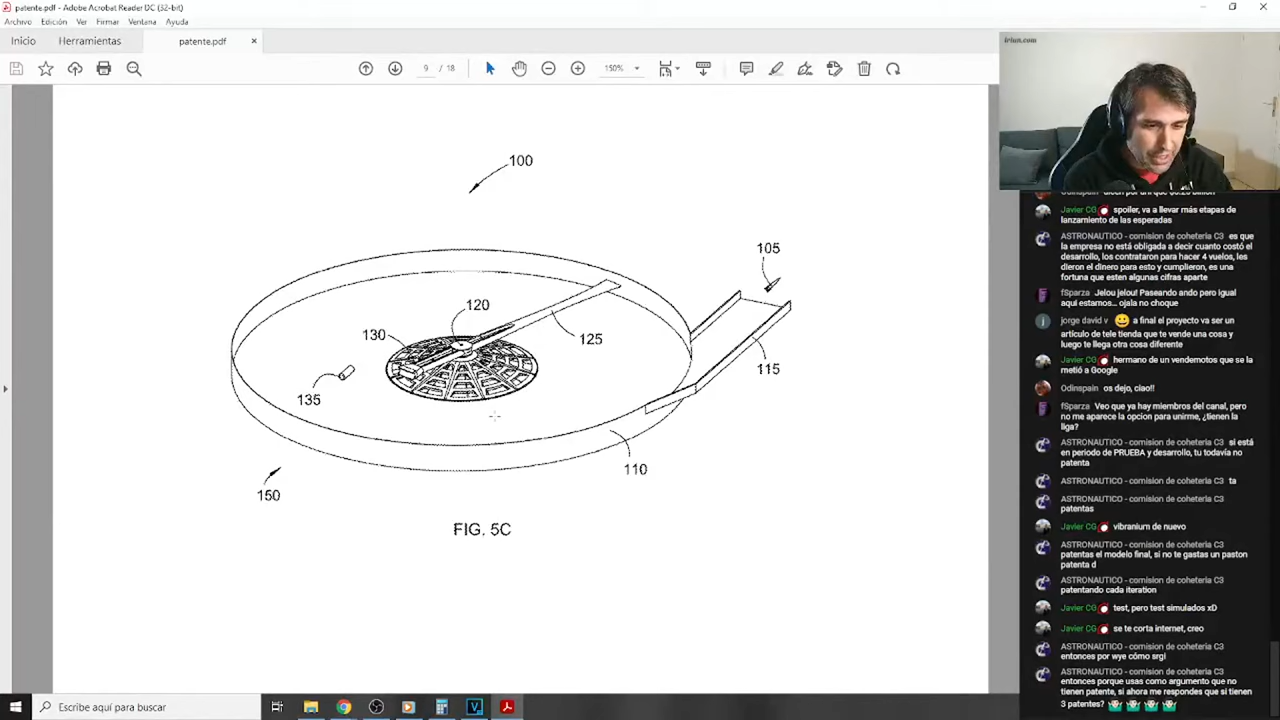 patente.pdf - Adobe Acrobat Reader DC (32-bit)
Archivo Edición Ver Firmar Ventana Ayuda
Inicio Herramientas patente.pdf ×
9 / 18 150%
100
105
120
130
125
135
115
110
150
FIG. 5C
iriun.com
Javier CG spoiler, va a llevar más etapas de
lanzamiento de las esperadas
ASTRONAUTICO - comision de coheteria C3 es que
la empresa no está obligada a decir cuanto costó el
desarrollo, los contrataron para hacer 4 vuelos, les
dieron el dinero para esto y cumplieron, es una
fortuna que esten algunas cifras aparte
fSparza Jelou jelou! Paseando ando pero igual
aquí estamos... ojala no choque
jorge david v 😀 a final el proyecto va ser un
artículo de tele tienda que te vende una cosa y
luego te llega otra cosa diferente
Javier CG hermano de un vendemotos que se la
metió a Google
Odinspain os dejo, ciao!!
fSparza Veo que ya hay miembros del canal, pero
no me aparece la opcion para unirme, ¿tienen la
liga?
ASTRONAUTICO - comision de coheteria C3 si está
en periodo de PRUEBA y desarrollo, tu todavía no
patenta
ASTRONAUTICO - comision de coheteria C3 ta
ASTRONAUTICO - comision de coheteria C3
patentas
Javier CG vibranium de nuevo
ASTRONAUTICO - comision de coheteria C3
patentas el modelo final, si no te gastas un paston
patenta d
ASTRONAUTICO - comision de coheteria C3
patentando cada iteration
Javier CG test, pero test simulados xD
Javier CG se te corta internet, creo
ASTRONAUTICO - comision de coheteria C3
entonces por wye cómo srg!
ASTRONAUTICO - comision de coheteria C3
entonces porque usas como argumento que no
tienen patente, si ahora me respondes que si tienen
3 patentes? 🤷🏻‍♂️ 🤷🏻‍♂️ 🤷🏻‍♂️ 🤷🏻‍♂️
Escribe aquí para buscar